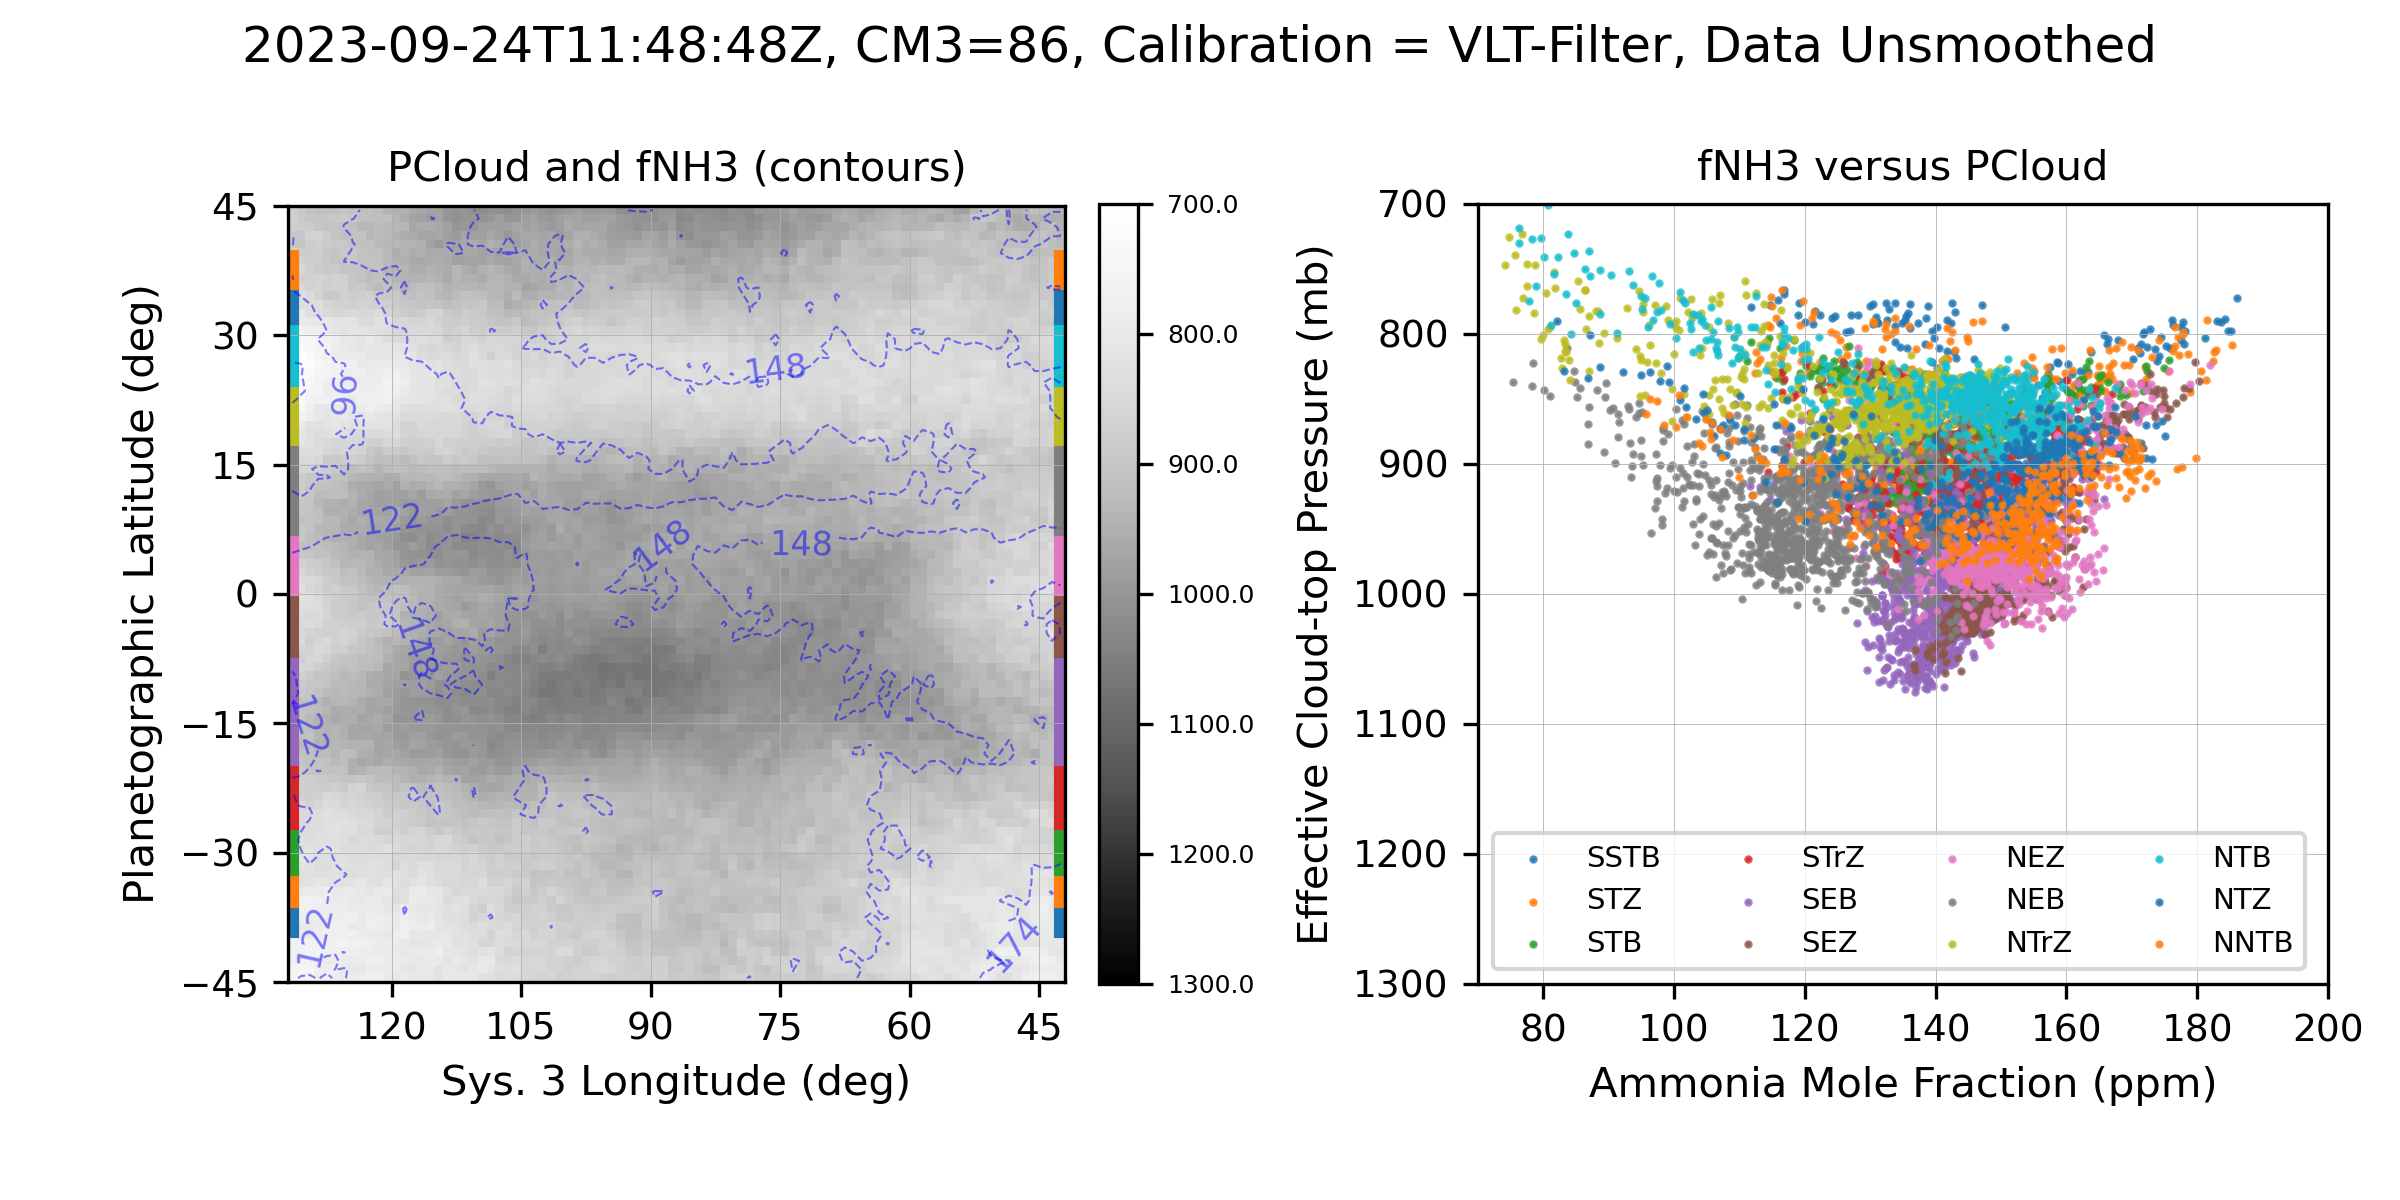 2023-09-24T11:48:48Z, CM3=86, Calibration = VLT-Filter, Data Unsmoothed
PCloud and fNH3 (contours)
Planetographic Latitude (deg)
45
30
15
0
−15
−30
−45
148
96
122
148
148
148
122
122
174
120
105
90
75
60
45
Sys. 3 Longitude (deg)
700.0
800.0
900.0
1000.0
1100.0
1200.0
1300.0
fNH3 versus PCloud
Effective Cloud-top Pressure (mb)
700
800
900
1000
1100
1200
1300
SSTB
STZ
STB
STrZ
SEB
SEZ
NEZ
NEB
NTrZ
NTB
NTZ
NNTB
80
100
120
140
160
180
200
Ammonia Mole Fraction (ppm)